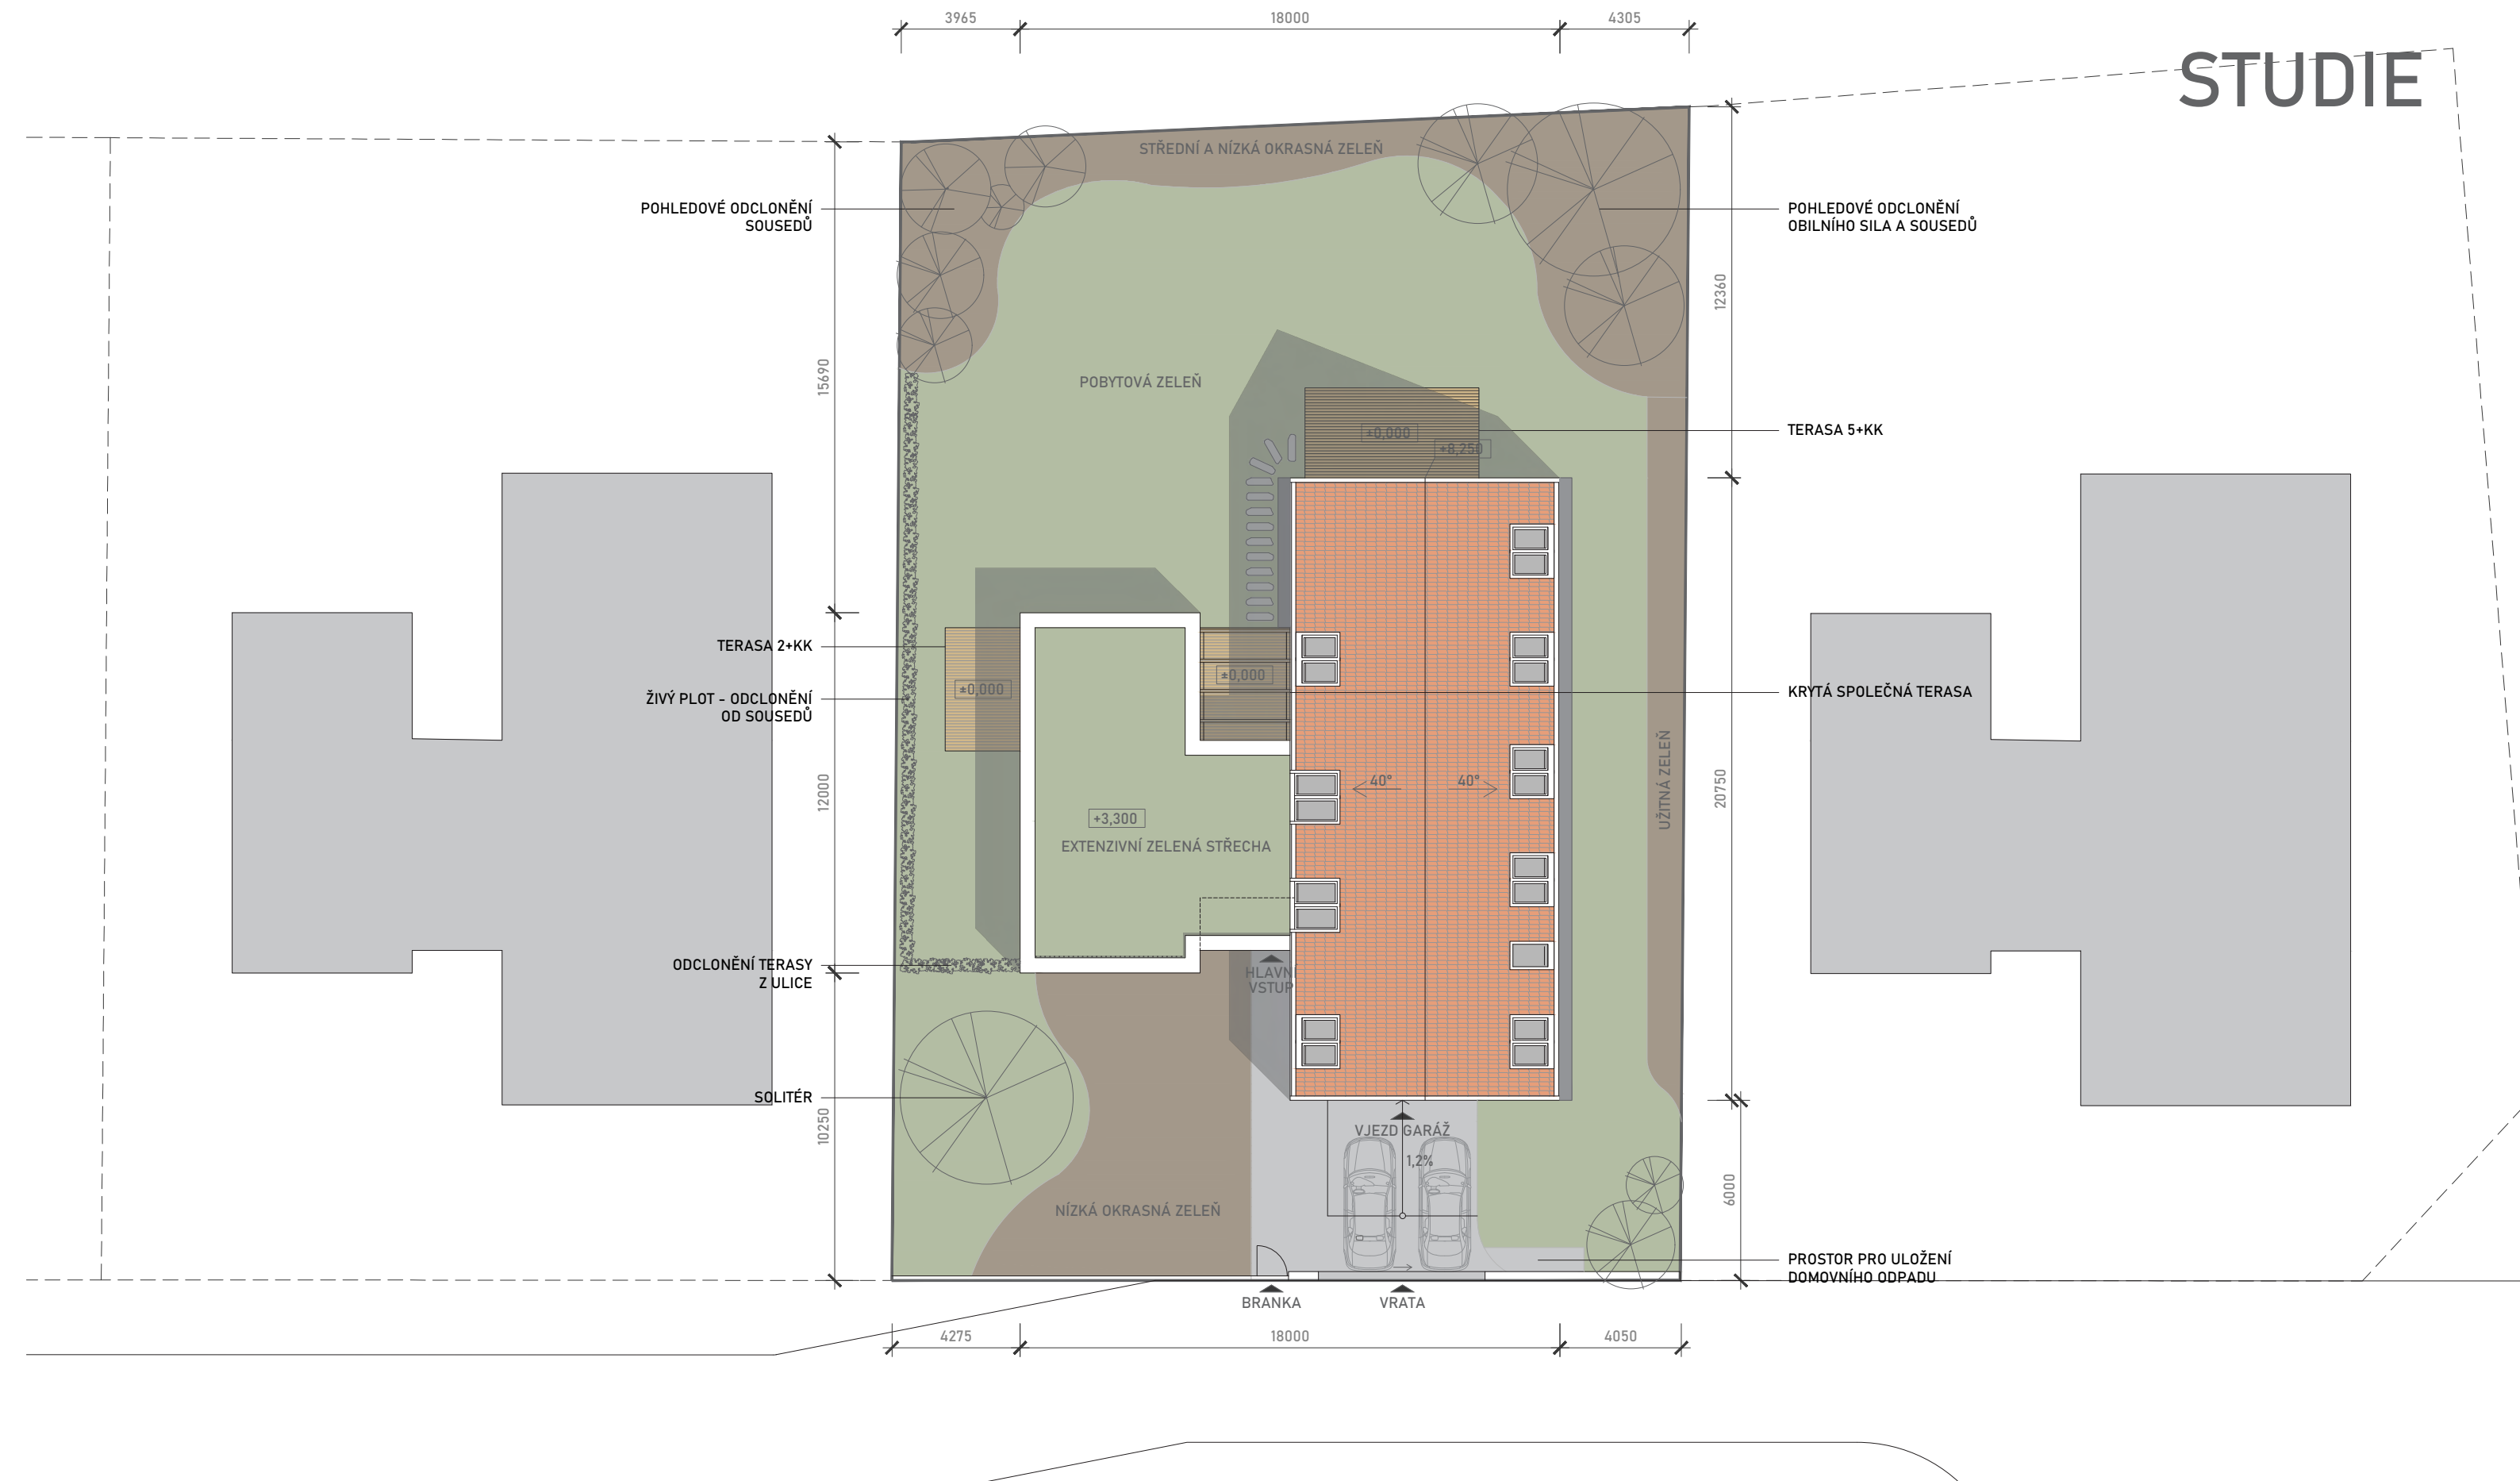 3965
18000
4305
STUDIE
STŘEDNÍ A NÍZKÁ OKRASNÁ ZELEŇ
POHLEDOVÉ ODCLONĚNÍ
SOUSEDŮ
POHLEDOVÉ ODCLONĚNÍ
OBILNÍHO SILA A SOUSEDŮ
12360
15690
POBYTOVÁ ZELEŇ
±0,000
TERASA 5+KK
+8,250
TERASA 2+KK
±0,000
±0,000
ŽIVÝ PLOT - ODCLONĚNÍ
OD SOUSEDŮ
KRYTÁ SPOLEČNÁ TERASA
UŽITNÁ ZELEŇ
12000
20750
40°
40°
+3,300
EXTENZIVNÍ ZELENÁ STŘECHA
ODCLONĚNÍ TERASY
Z ULICE
HLAVNÍ
VSTUP
SOLITÉR
10250
VJEZD GARÁŽ
1,2%
6000
NÍZKÁ OKRASNÁ ZELEŇ
PROSTOR PRO ULOŽENÍ
DOMOVNÍHO ODPADU
BRANKA
VRATA
4275
18000
4050